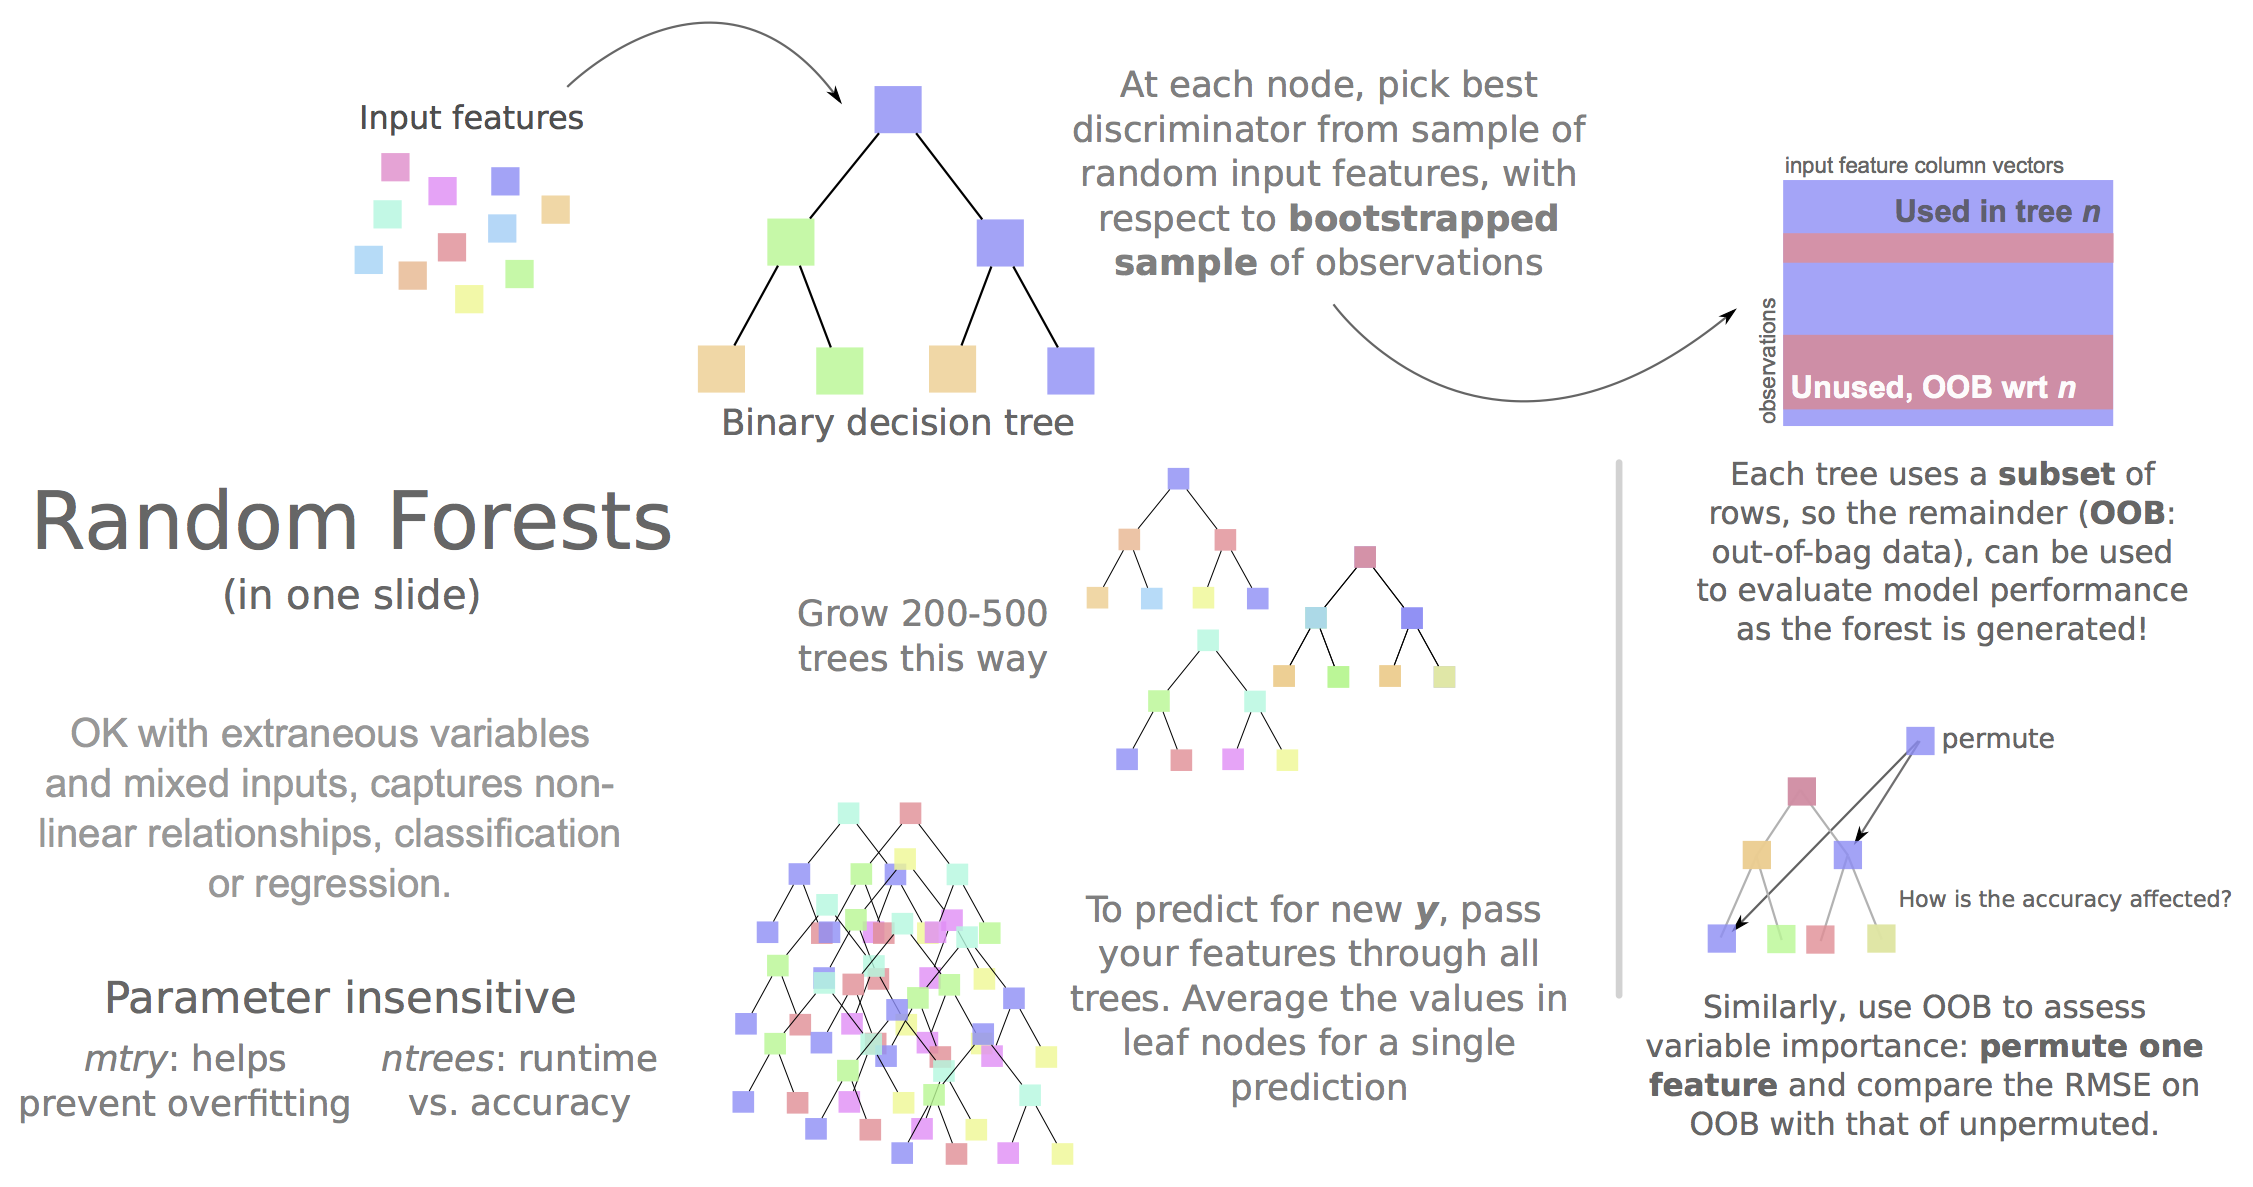 Input features
Binary decision tree
At each node, pick best
discriminator from sample of
random input features, with
respect to bootstrapped
sample of observations
input feature column vectors
observations
Used in tree n
Unused, OOB wrt n
Random Forests
(in one slide)
OK with extraneous variables
and mixed inputs, captures non-
linear relationships, classification
or regression.
Parameter insensitive
mtry: helps
prevent overfitting
ntrees: runtime
vs. accuracy
Grow 200-500
trees this way
To predict for new y, pass
your features through all
trees. Average the values in
leaf nodes for a single
prediction
Each tree uses a subset of
rows, so the remainder (OOB:
out-of-bag data), can be used
to evaluate model performance
as the forest is generated!
permute
How is the accuracy affected?
Similarly, use OOB to assess
variable importance: permute one
feature and compare the RMSE on
OOB with that of unpermuted.